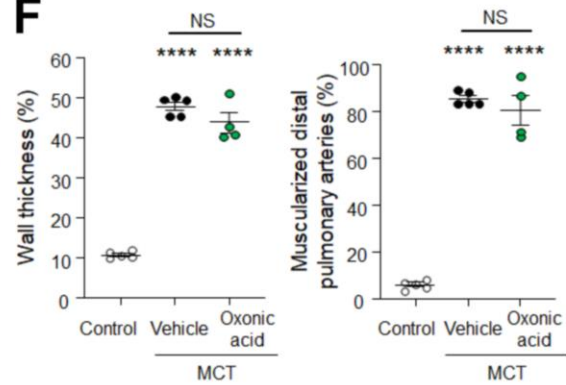 F
NS
**** ****
Wall thickness (%)
60
50
40
30
20
10
0
Control Vehicle Oxonic
acid
MCT
NS
**** ****
Muscularized distal
pulmonary arteries (%)
100
80
60
40
20
0
Control Vehicle Oxonic
acid
MCT